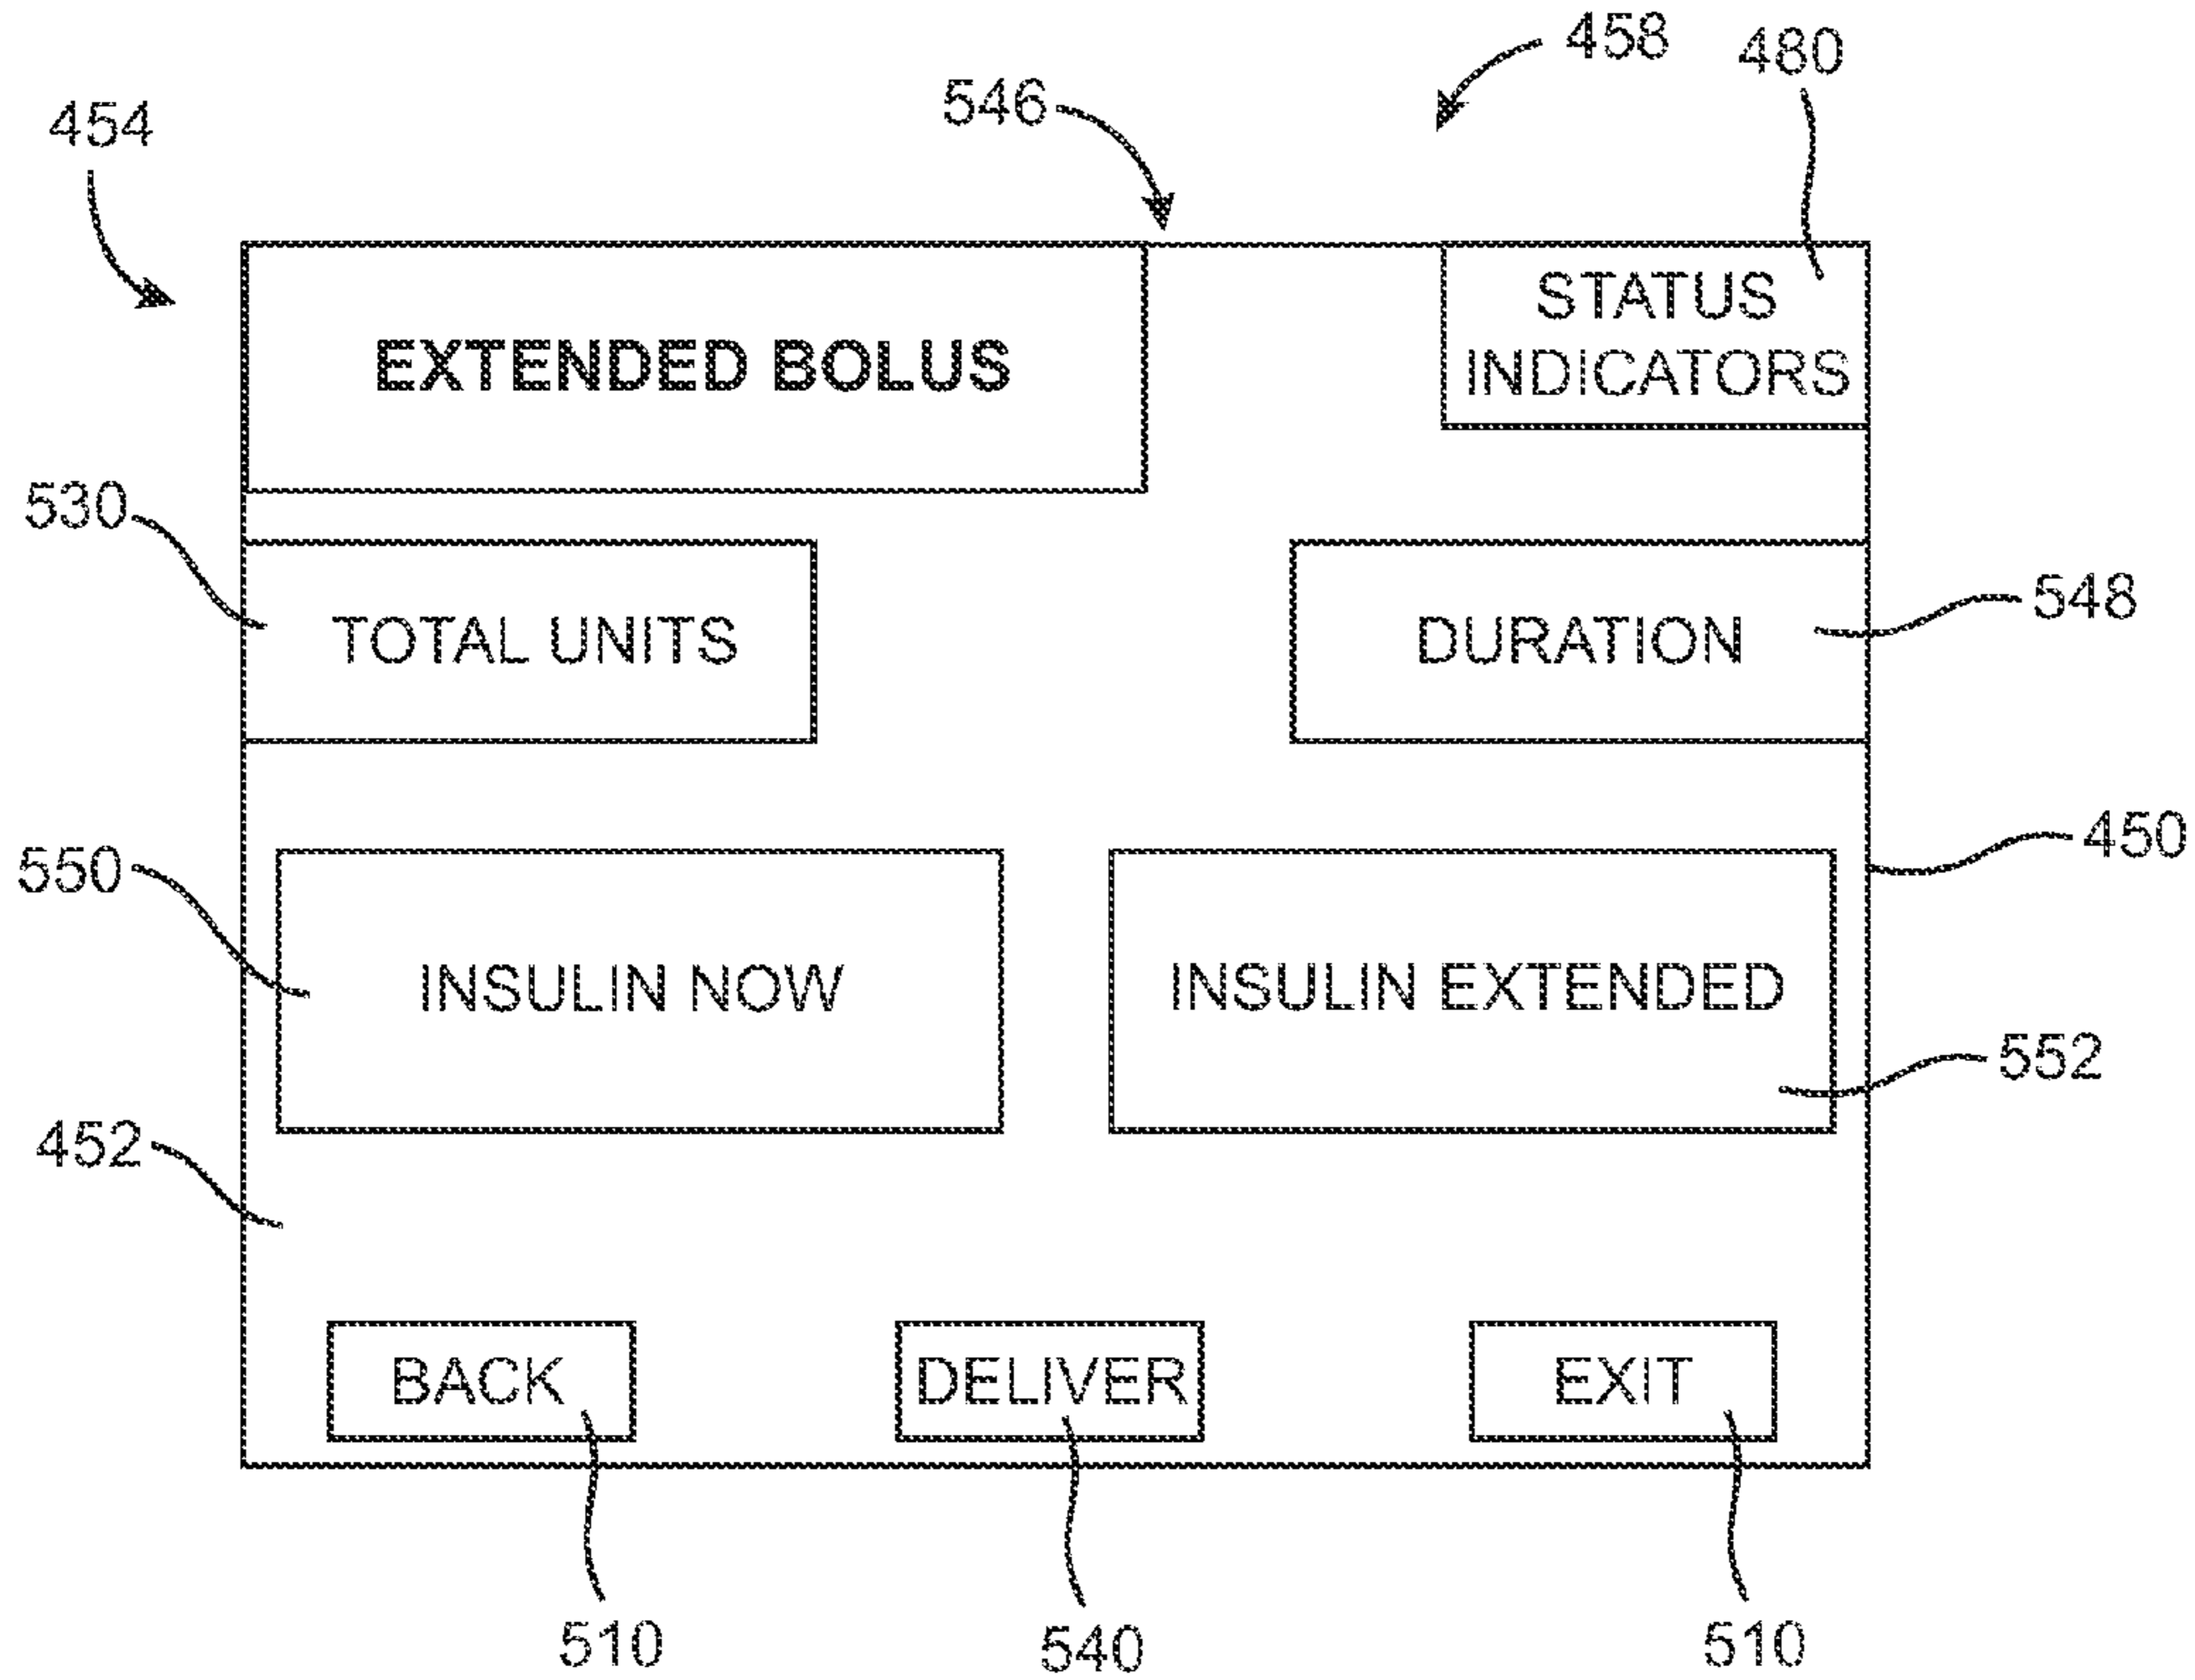 458
480
546
454
STATUS
INDICATORS
EXTENDED BOLUS
530
TOTAL UNITS
DURATION
548
450
550
INSULIN NOW
INSULIN EXTENDED
552
452
BACK
DELIVER
EXIT
510
540
510